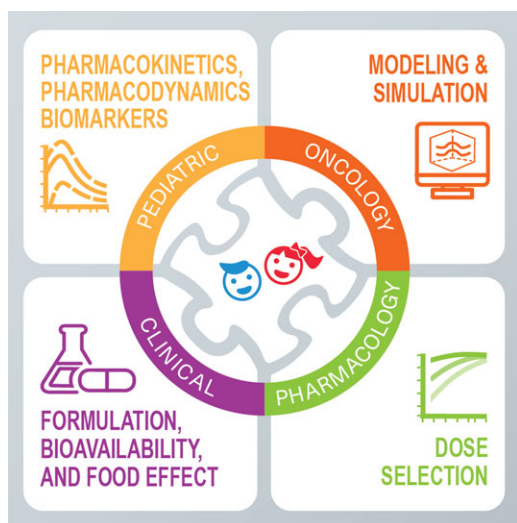 PHARMACOKINETICS,
PHARMACODYNAMICS
BIOMARKERS
MODELING &
SIMULATION
PEDIATRIC
ONCOLOGY
CLINICAL
PHARMACOLOGY
FORMULATION,
BIOAVAILABILITY,
AND FOOD EFFECT
DOSE
SELECTION